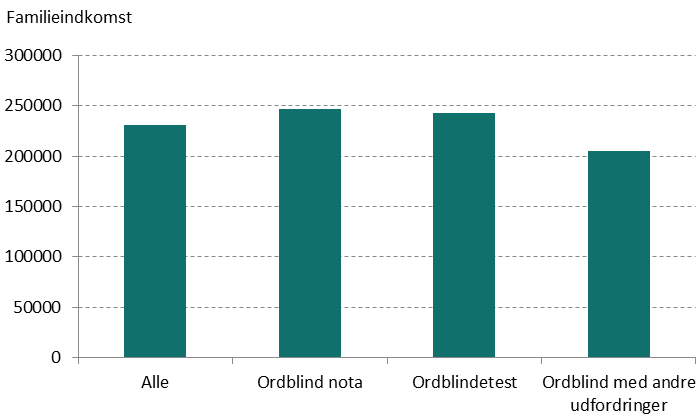 Familieindkomst
300000
250000
200000
150000
100000
50000
0
Alle
Ordblind nota
Ordblindetest
Ordblind med andre
udfordringer